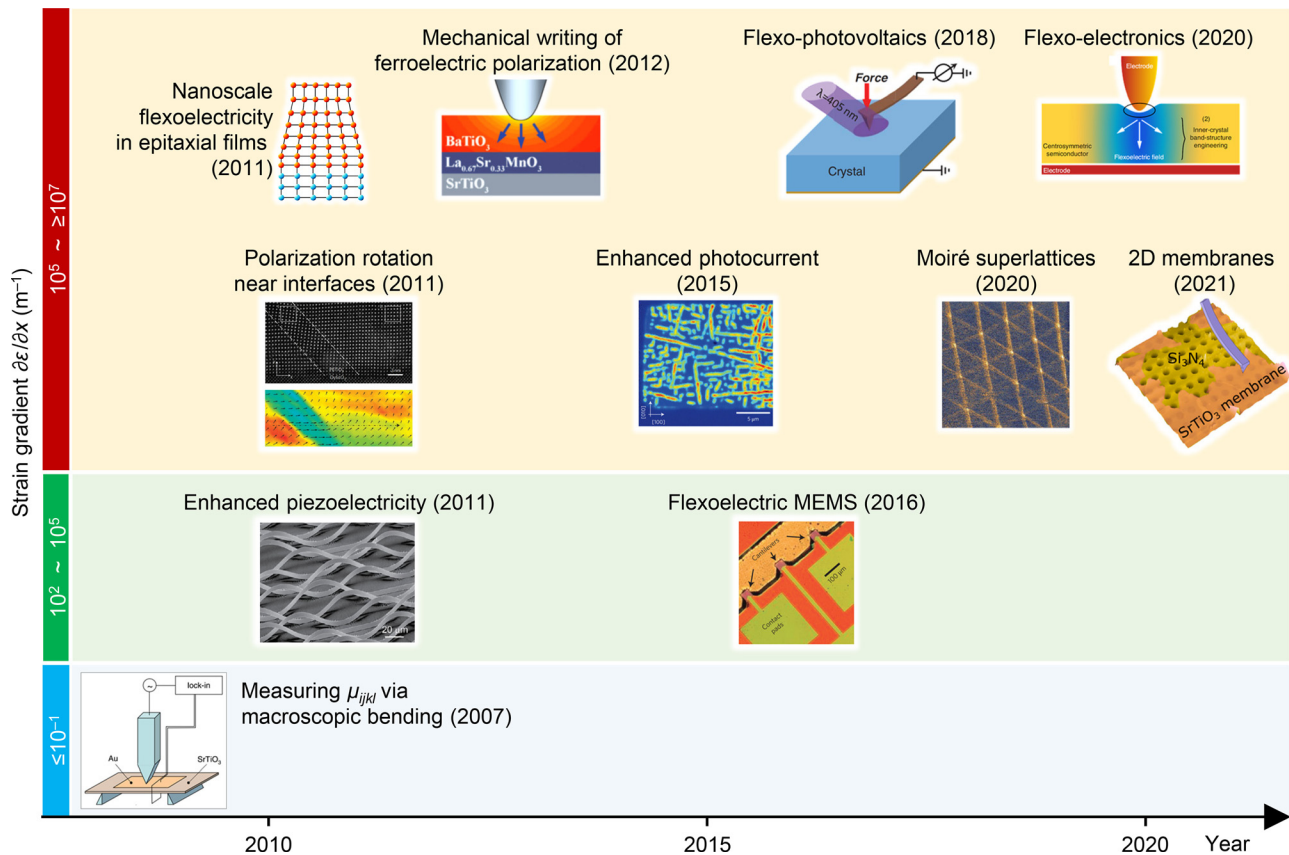 Strain gradient ∂ε/∂x (m⁻¹)
10⁵ ~ ≥10⁷
10² ~ 10⁵
≤10⁻¹
Nanoscale
flexoelectricity
in epitaxial films
(2011)
Mechanical writing of
ferroelectric polarization (2012)
BaTiO₃
La₀.₆₇Sr₀.₃₃MnO₃
SrTiO₃
Flexo-photovoltaics (2018)
Force
λ=405 nm
Crystal
Flexo-electronics (2020)
Electrode
(2)
Inner-crystal
band-structure
engineering
Centrosymmetric
semiconductor
Flexoelectric field
Electrode
Polarization rotation
near interfaces (2011)
Enhanced photocurrent
(2015)
[001]
[100]
5 μm
Moiré superlattices
(2020)
2D membranes
(2021)
Si₃N₄
SrTiO₃ membrane
Enhanced piezoelectricity (2011)
20 μm
Flexoelectric MEMS (2016)
Cantilevers
100 μm
Contact
pads
Measuring μᵢⱼₖₗ via
macroscopic bending (2007)
~
lock-in
Au
SrTiO₃
2010
2015
2020
Year